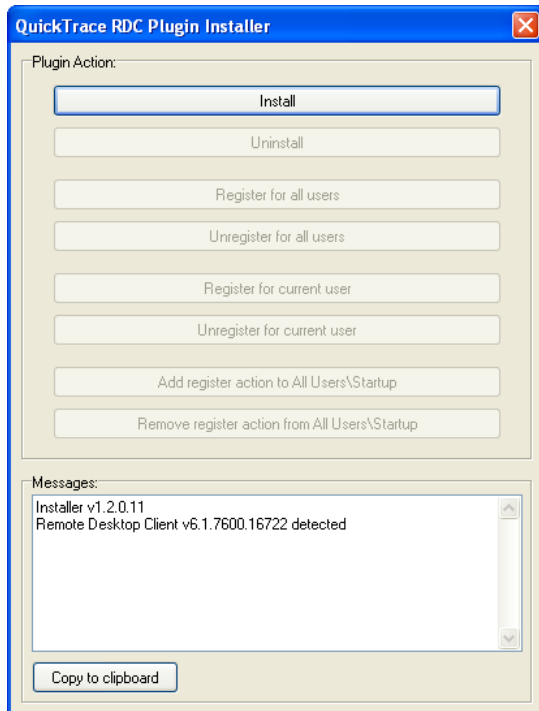 QuickTrace RDC Plugin Installer
Plugin Action:
Install
Uninstall
Register for all users
Unregister for all users
Register for current user
Unregister for current user
Add register action to All Users\Startup
Remove register action from All Users\Startup
Messages:
Installer v1.2.0.11
Remote Desktop Client v6.1.7600.16722 detected
Copy to clipboard